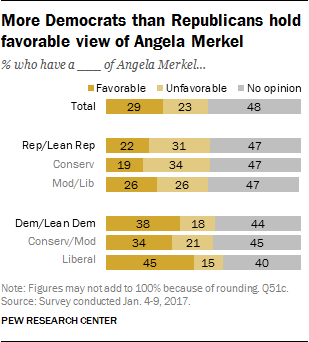 More Democrats than Republicans hold
favorable view of Angela Merkel
% who have a ____ of Angela Merkel...
Favorable Unfavorable No opinion
Total 29 23 48
Rep/Lean Rep 22 31 47
Conserv 19 34 47
Mod/Lib 26 26 47
Dem/Lean Dem 38 18 44
Conserv/Mod 34 21 45
Liberal 45 15 40
Note: Figures may not add to 100% because of rounding. Q51c.
Source: Survey conducted Jan. 4-9, 2017.
PEW RESEARCH CENTER